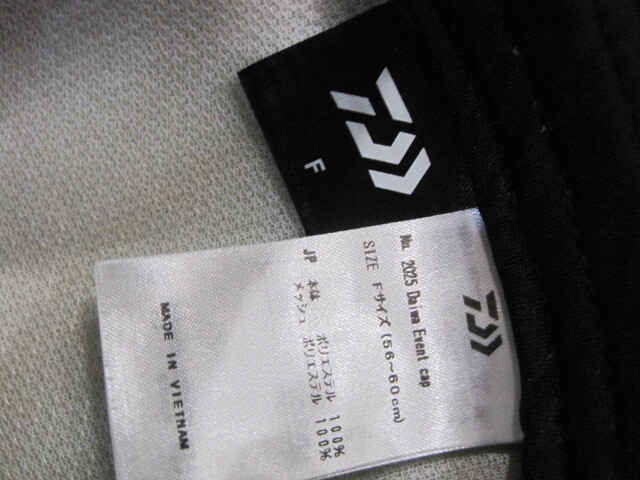 F
No. 2025 Daiwa Event cap
SIZE Fサイズ(56~60cm)
JP 本体 ポリエステル 100%
メッシュ ポリエステル 100%
MADE IN VIETNAM